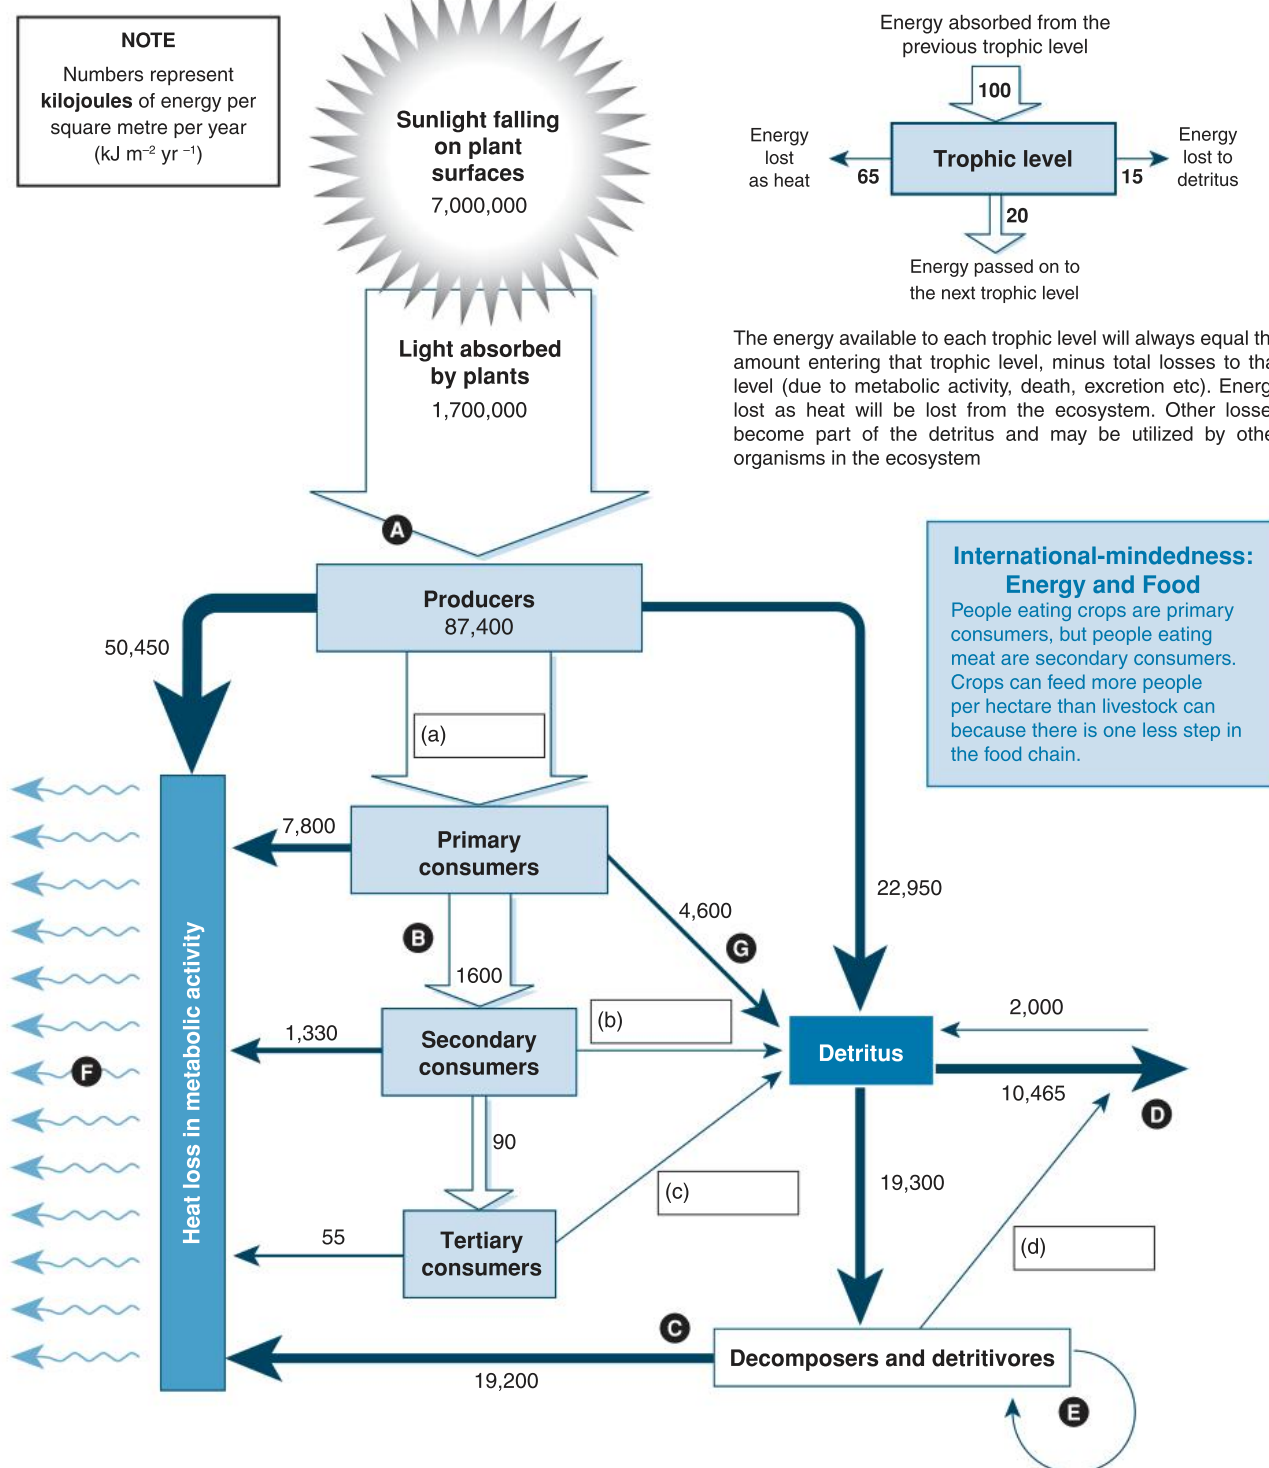 NOTE
Numbers represent
kilojoules of energy per
square metre per year
(kJ m–2 yr –1)
Sunlight falling
on plant
surfaces
7,000,000
Energy absorbed from the
previous trophic level
100
Energy
lost
as heat
65
Trophic level
15
Energy
lost to
detritus
20
Energy passed on to
the next trophic level
Light absorbed
by plants
1,700,000
The energy available to each trophic level will always equal
amount entering that trophic level, minus total losses to
level (due to metabolic activity, death, excretion etc).
lost as heat will be lost from the ecosystem. Other
become part of the detritus and may be utilized by
organisms in the ecosystem
A
International-mindedness:
Energy and Food
People eating crops are primary
consumers, but people eating
meat are secondary consumers.
Crops can feed more people
per hectare than livestock can
because there is one less step in
the food chain.
Producers
87,400
50,450
(a)
22,950
7,800
Primary
consumers
4,600
G
B
1600
Heat loss in metabolic activity
F
1,330
Secondary
consumers
(b)
Detritus
2,000
10,465
D
90
(c)
19,300
55
Tertiary
consumers
(d)
C
19,200
Decomposers and detritivores
E